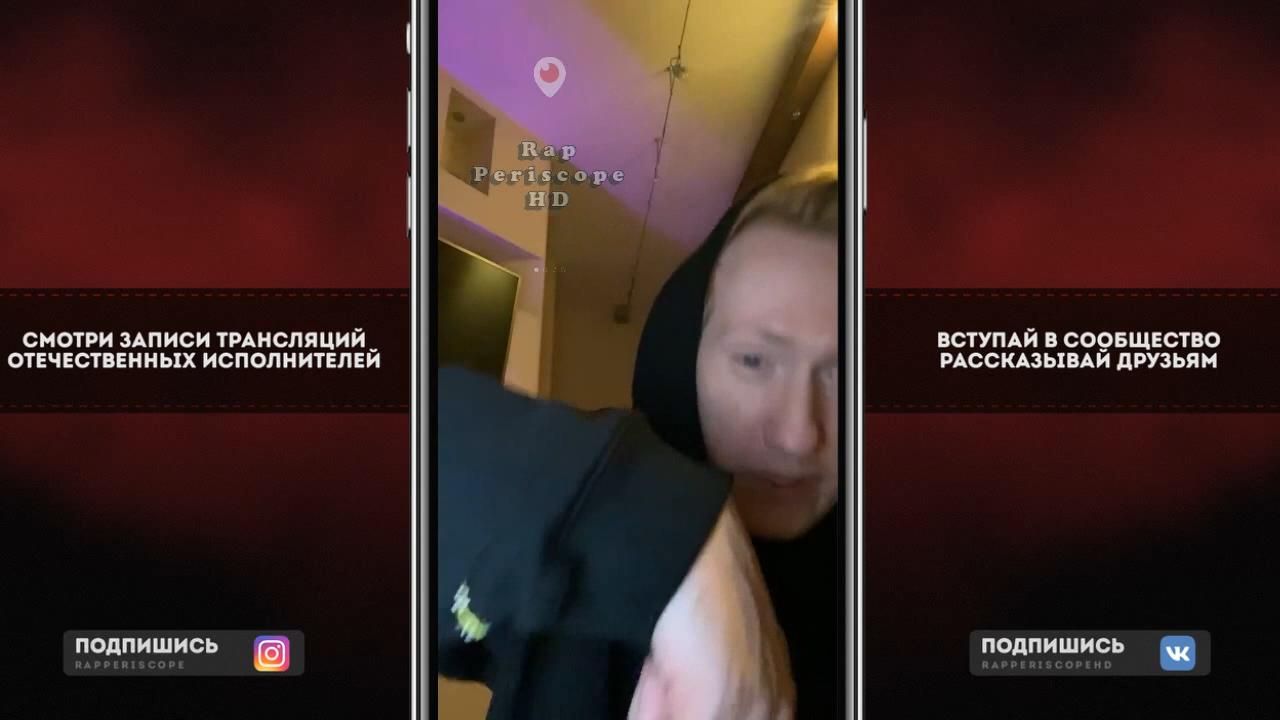 Rap
Periscope
HD
СМОТРИ ЗАПИСИ ТРАНСЛЯЦИЙ
ОТЕЧЕСТВЕННЫХ ИСПОЛНИТЕЛЕЙ
ВСТУПАЙ В СООБЩЕСТВО
РАССКАЗЫВАЙ ДРУЗЬЯМ
ПОДПИШИСЬ
RAPPERISCOPE
ПОДПИШИСЬ
RAPPERISCOPEHD